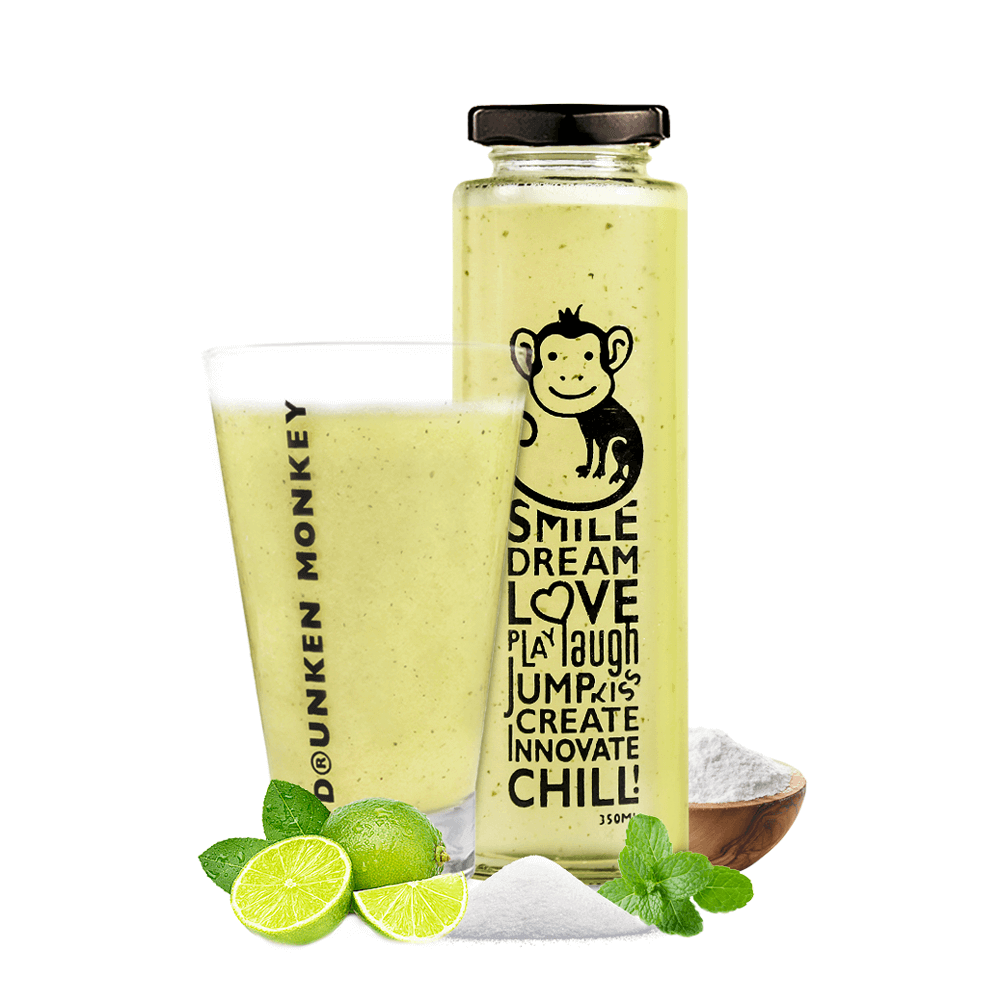 D®UNKEN MONKEY
SMILE
DREAM
LOVE
PLAY laugh
JUMP KISS
CREATE
INNOVATE
CHILL!
350ML